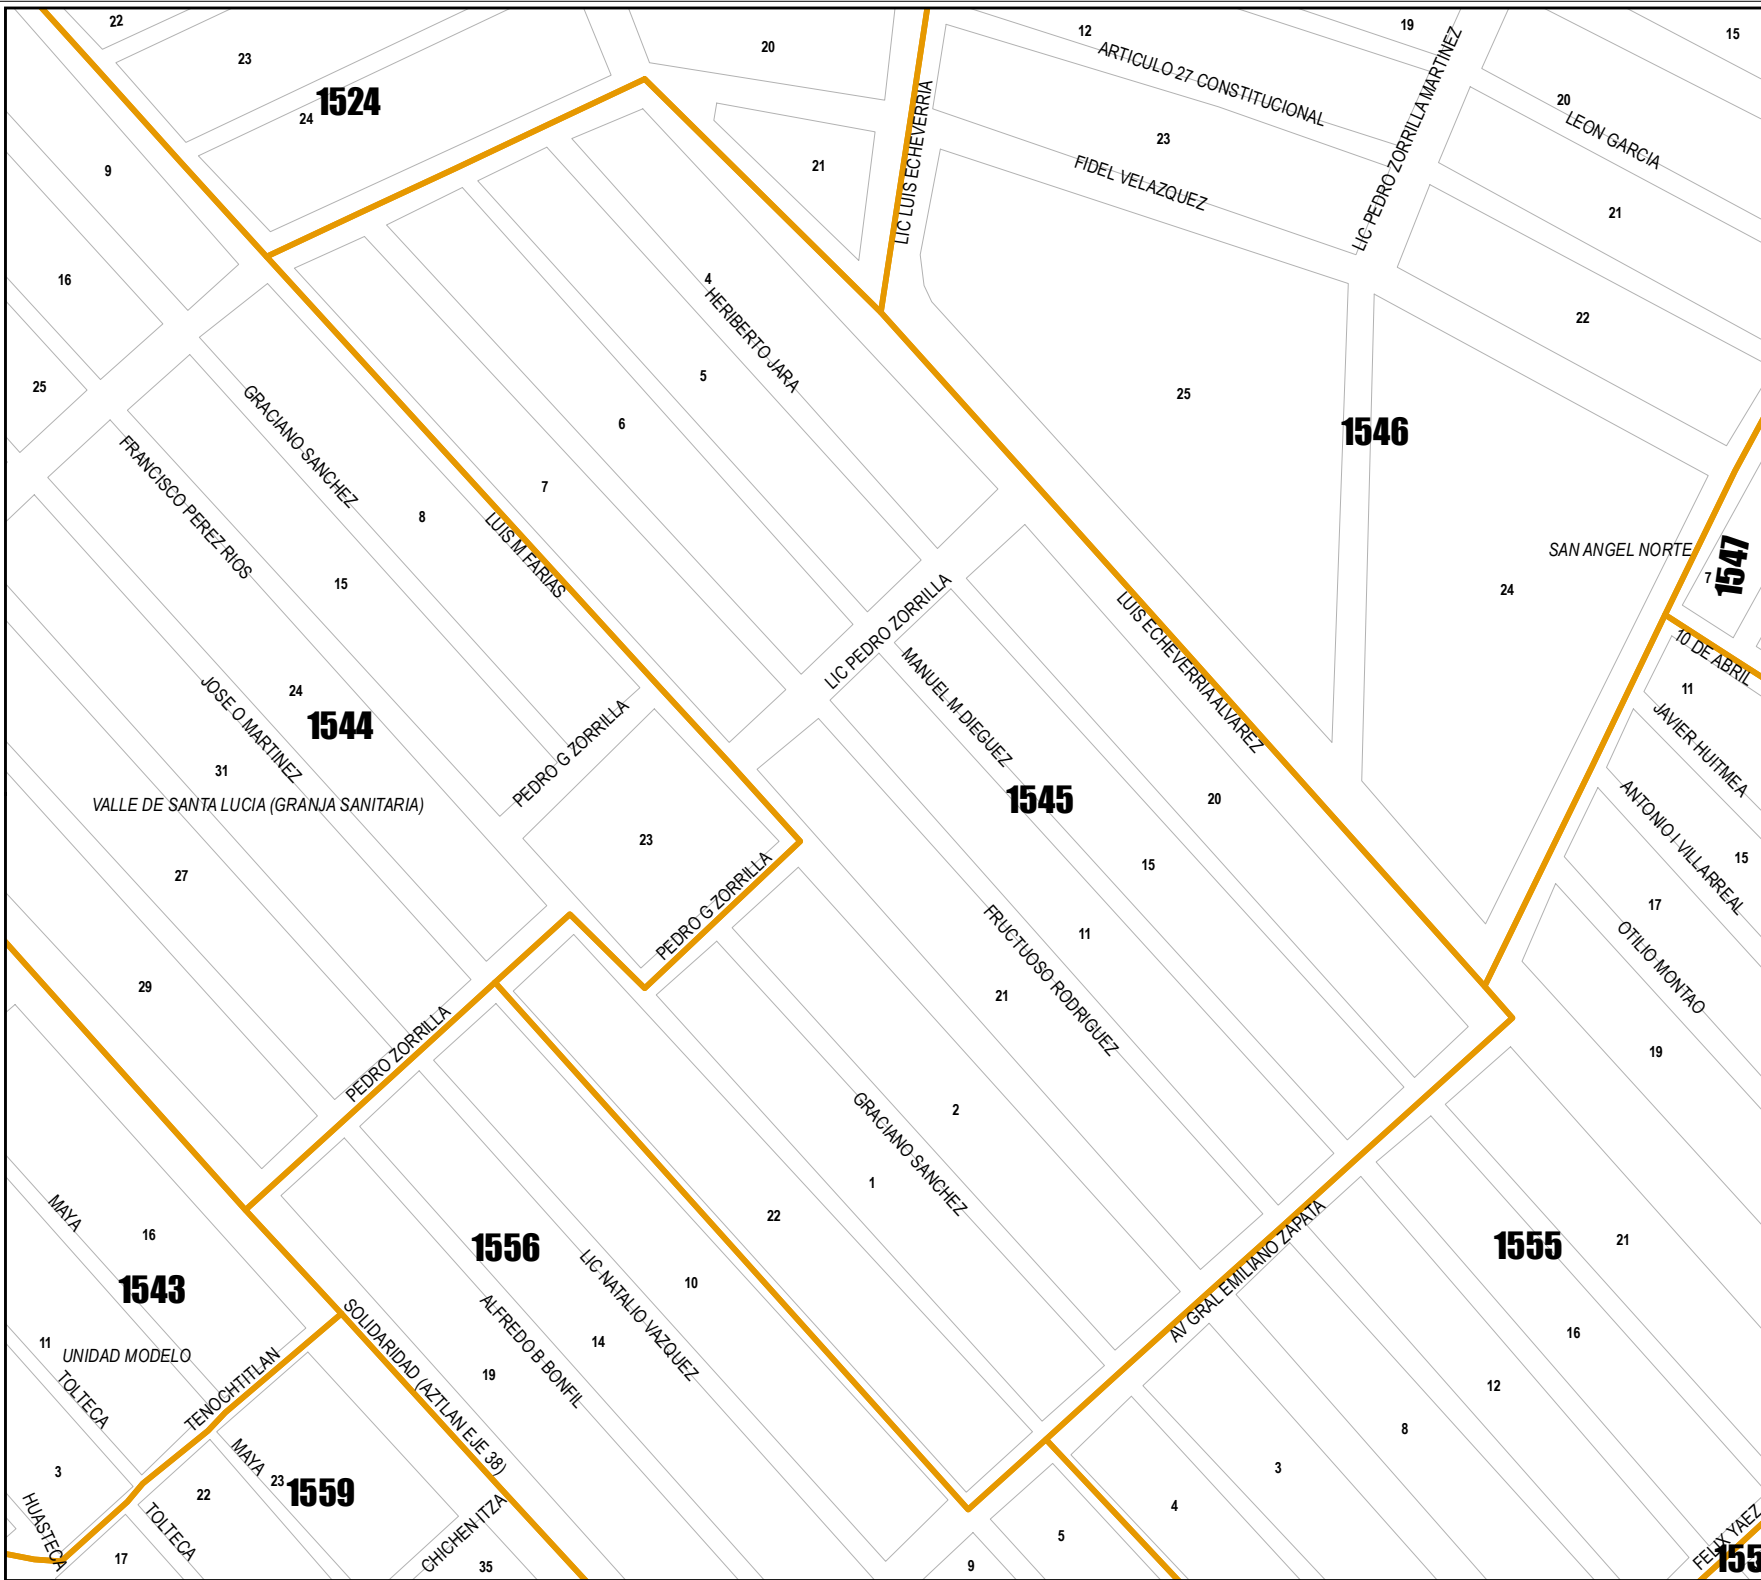 22
23
20
12
19
15
ARTICULO 27 CONSTITUCIONAL
1524
24
20
LEON GARCIA
LIC PEDRO ZORRILLA MARTINEZ
LIC LUIS ECHEVERRIA
9
21
23
FIDEL VELAZQUEZ
21
16
4
HERIBERTO JARA
22
25
5
25
GRACIANO SANCHEZ
6
1546
FRANCISCO PEREZ RIOS
7
8
LUIS M FARIAS
SAN ANGEL NORTE
1547
7
15
24
LIC PEDRO ZORRILLA
LUIS ECHEVERRIA ALVAREZ
10 DE ABRIL
MANUEL M DIEGUEZ
11
24
JOSE O MARTINEZ
1544
PEDRO G ZORRILLA
JAVIER HUITMEA
31
VALLE DE SANTA LUCIA (GRANJA SANITARIA)
1545
20
ANTONIO I VILLARREAL
23
15
15
27
PEDRO G ZORRILLA
17
FRUCTUOSO RODRIGUEZ
11
OTILIO MONTAO
29
21
PEDRO ZORRILLA
19
2
GRACIANO SANCHEZ
1
MAYA
16
22
1556
LIC NATALIO VAZQUEZ
AV GRAL EMILIANO ZAPATA
1555
21
1543
10
ALFREDO B BONFIL
14
16
11
UNIDAD MODELO
SOLIDARIDAD (AZTLAN EJE 38)
19
TENOCHTITLAN
TOLTECA
12
8
MAYA
3
23
1559
22
3
HUASTECA
TOLTECA
CHICHEN ITZA
4
5
FELIX YAEZ
17
35
9
155